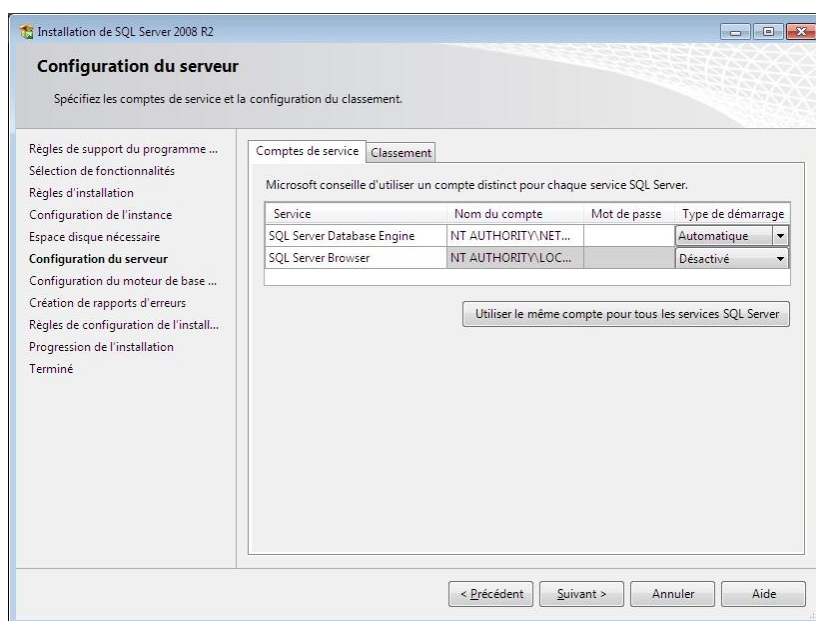 Installation de SQL Server 2008 R2
Configuration du serveur
Spécifiez les comptes de service et la configuration du classement.
Règles de support du programme ...
Sélection de fonctionnalités
Règles d'installation
Configuration de l'instance
Espace disque nécessaire
Configuration du serveur
Configuration du moteur de base ...
Création de rapports d'erreurs
Règles de configuration de l'install...
Progression de l'installation
Terminé
Comptes de service Classement
Microsoft conseille d'utiliser un compte distinct pour chaque service SQL Server.
Service Nom du compte Mot de passe Type de démarrage
SQL Server Database Engine NT AUTHORITY\NET... Automatique
SQL Server Browser NT AUTHORITY\LOC... Désactivé
Utiliser le même compte pour tous les services SQL Server
< Précédent Suivant > Annuler Aide